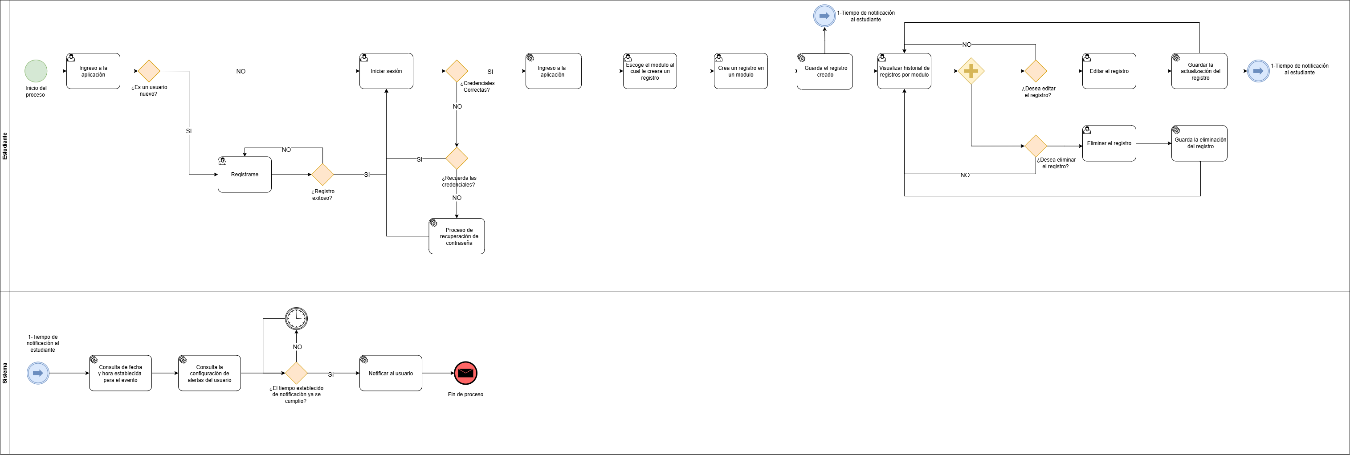 Estudiante
Inicio del
proceso
Ingreso a la
aplicación
¿Es un usuario
nuevo?
NO
SI
Registrarse
NO
¿Registro
exitoso?
SI
Iniciar sesión
¿Credenciales
Correctas?
SI
NO
SI
¿Recuerda las
credenciales?
NO
Proceso de
recuperación de
contraseña
Ingreso a la
aplicación
Escoge el modulo al
cual le creara un
registro
Crea un registro en
un modulo
Guarda el registro
creado
1-Tiempo de notificación
al estudiante
Visualizar historial de
registros por modulo
NO
¿Desea editar
el registro?
Editar el registro
Guardar la
actualización del
registro
1-Tiempo de notificación
al estudiante
¿Desea eliminar
el registro?
NO
Eliminar el registro
Guarda la eliminación
del registro
Sistema
1-Tiempo de
notificación al
estudiante
Consulta de fecha
y hora establecida
para el evento
Consulta la
configuración de
alertas del usuario
NO
¿El tiempo establecido
de notificación ya se
cumplio?
SI
Notificar al usuario
Fin de proceso